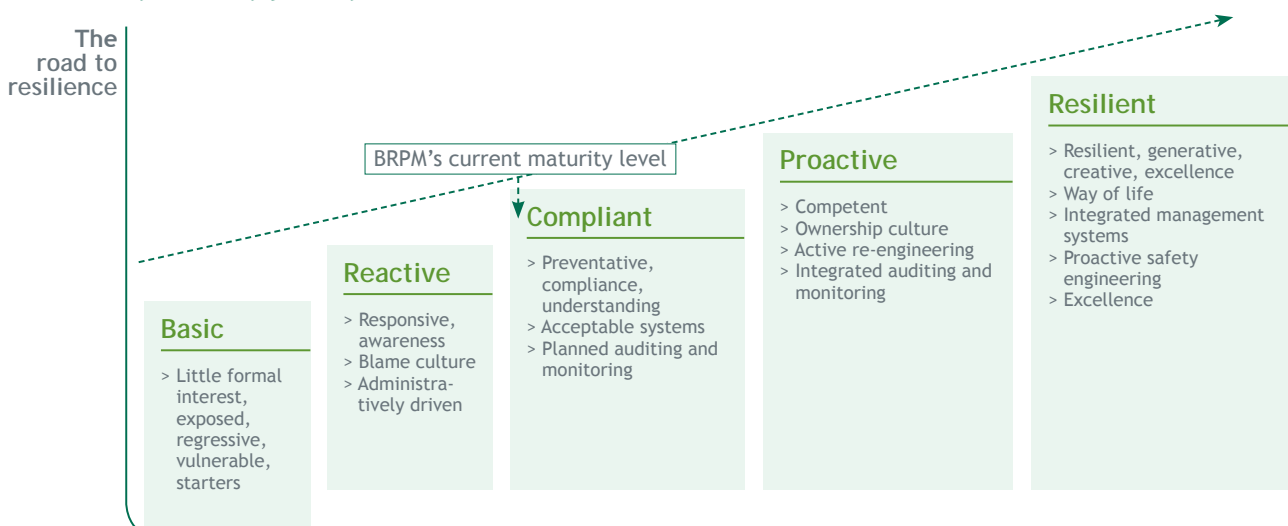 The
road to
resilience
BRPM's current maturity level
Basic
> Little formal
interest,
exposed,
regressive,
vulnerable,
starters
Reactive
> Responsive,
awareness
> Blame culture
> Administra-
tively driven
Compliant
> Preventative,
compliance,
understanding
> Acceptable systems
> Planned auditing and
monitoring
Proactive
> Competent
> Ownership culture
> Active re-engineering
> Integrated auditing and
monitoring
Resilient
> Resilient, generative,
creative, excellence
> Way of life
> Integrated management
systems
> Proactive safety
engineering
> Excellence